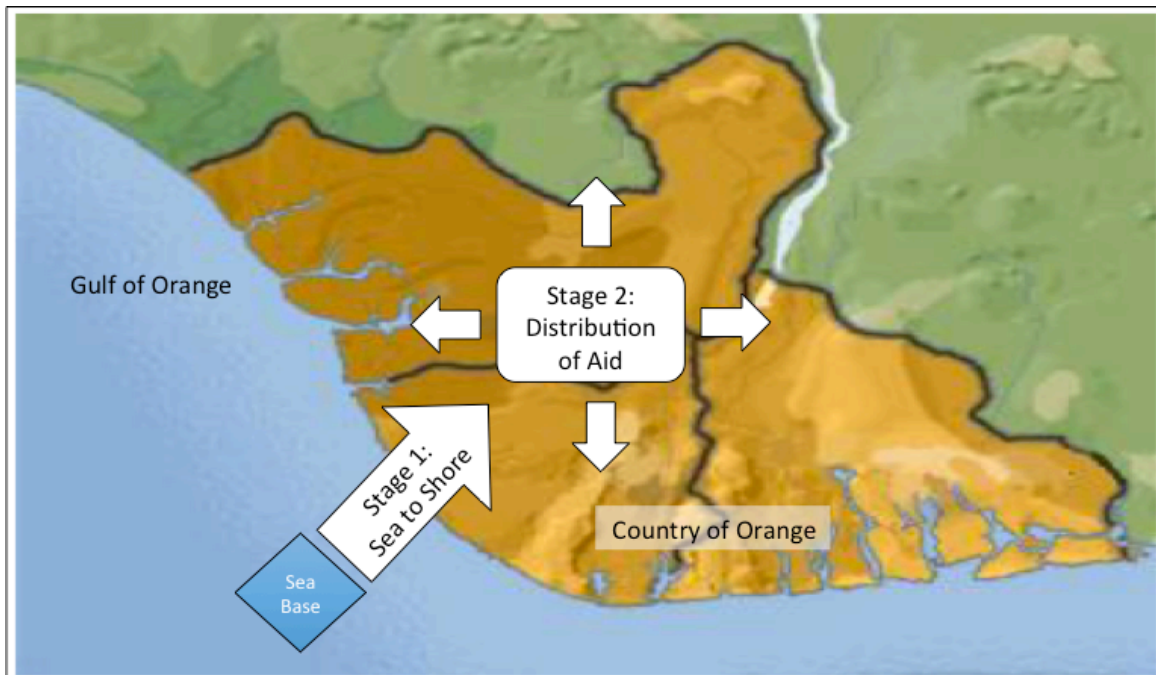 Gulf of Orange
Stage 2:
Distribution
of Aid
Stage 1:
Sea to Shore
Country of Orange
Sea
Base